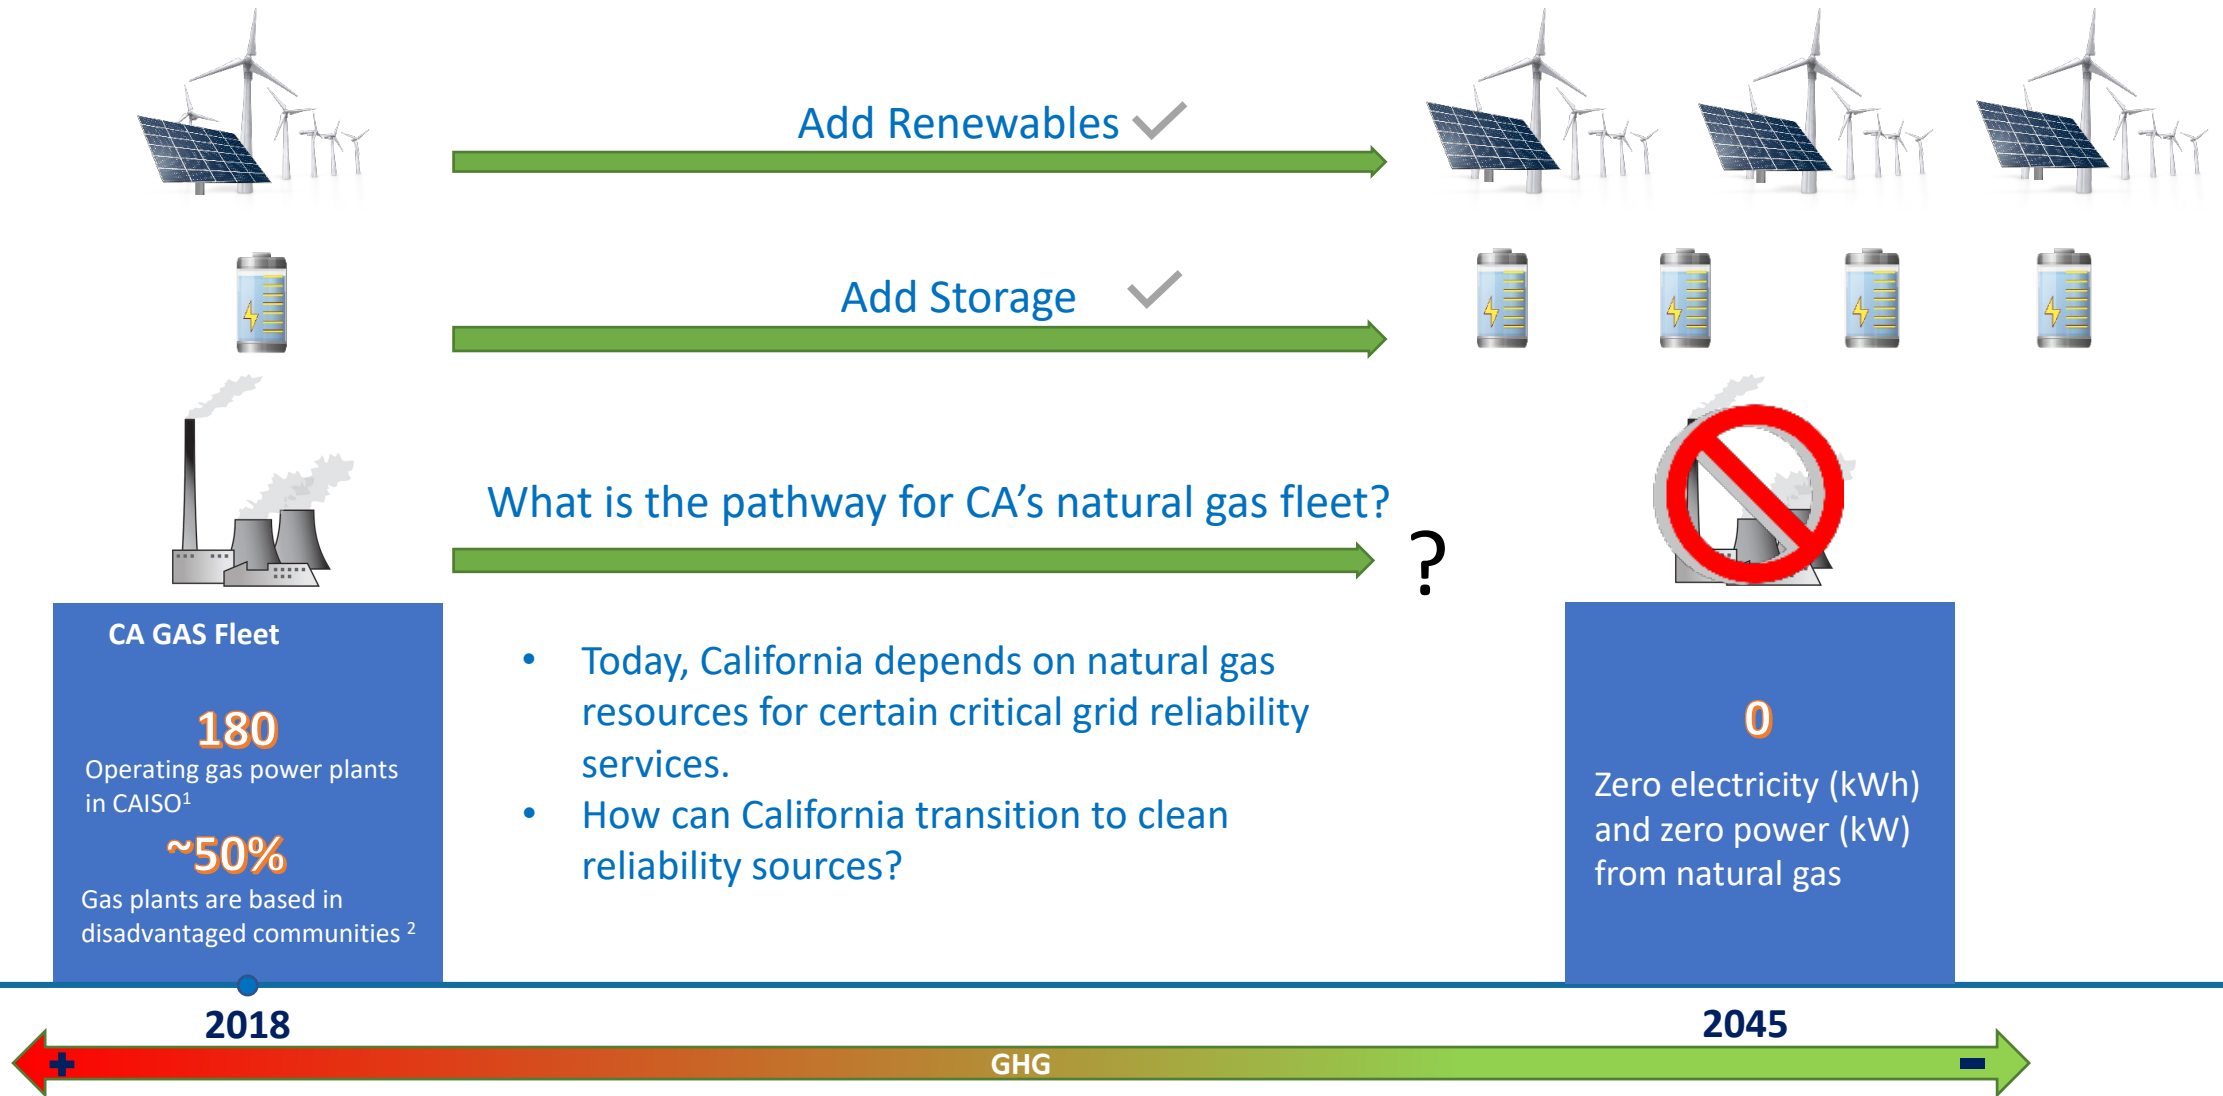 Add Renewables
Add Storage
What is the pathway for CA’s natural gas fleet?
?
CA GAS Fleet
180
Operating gas power plants
in CAISO¹
~50%
Gas plants are based in
disadvantaged communities ²
• Today, California depends on natural gas
resources for certain critical grid reliability
services.
• How can California transition to clean
reliability sources?
0
Zero electricity (kWh)
and zero power (kW)
from natural gas
2018
2045
+
GHG
-